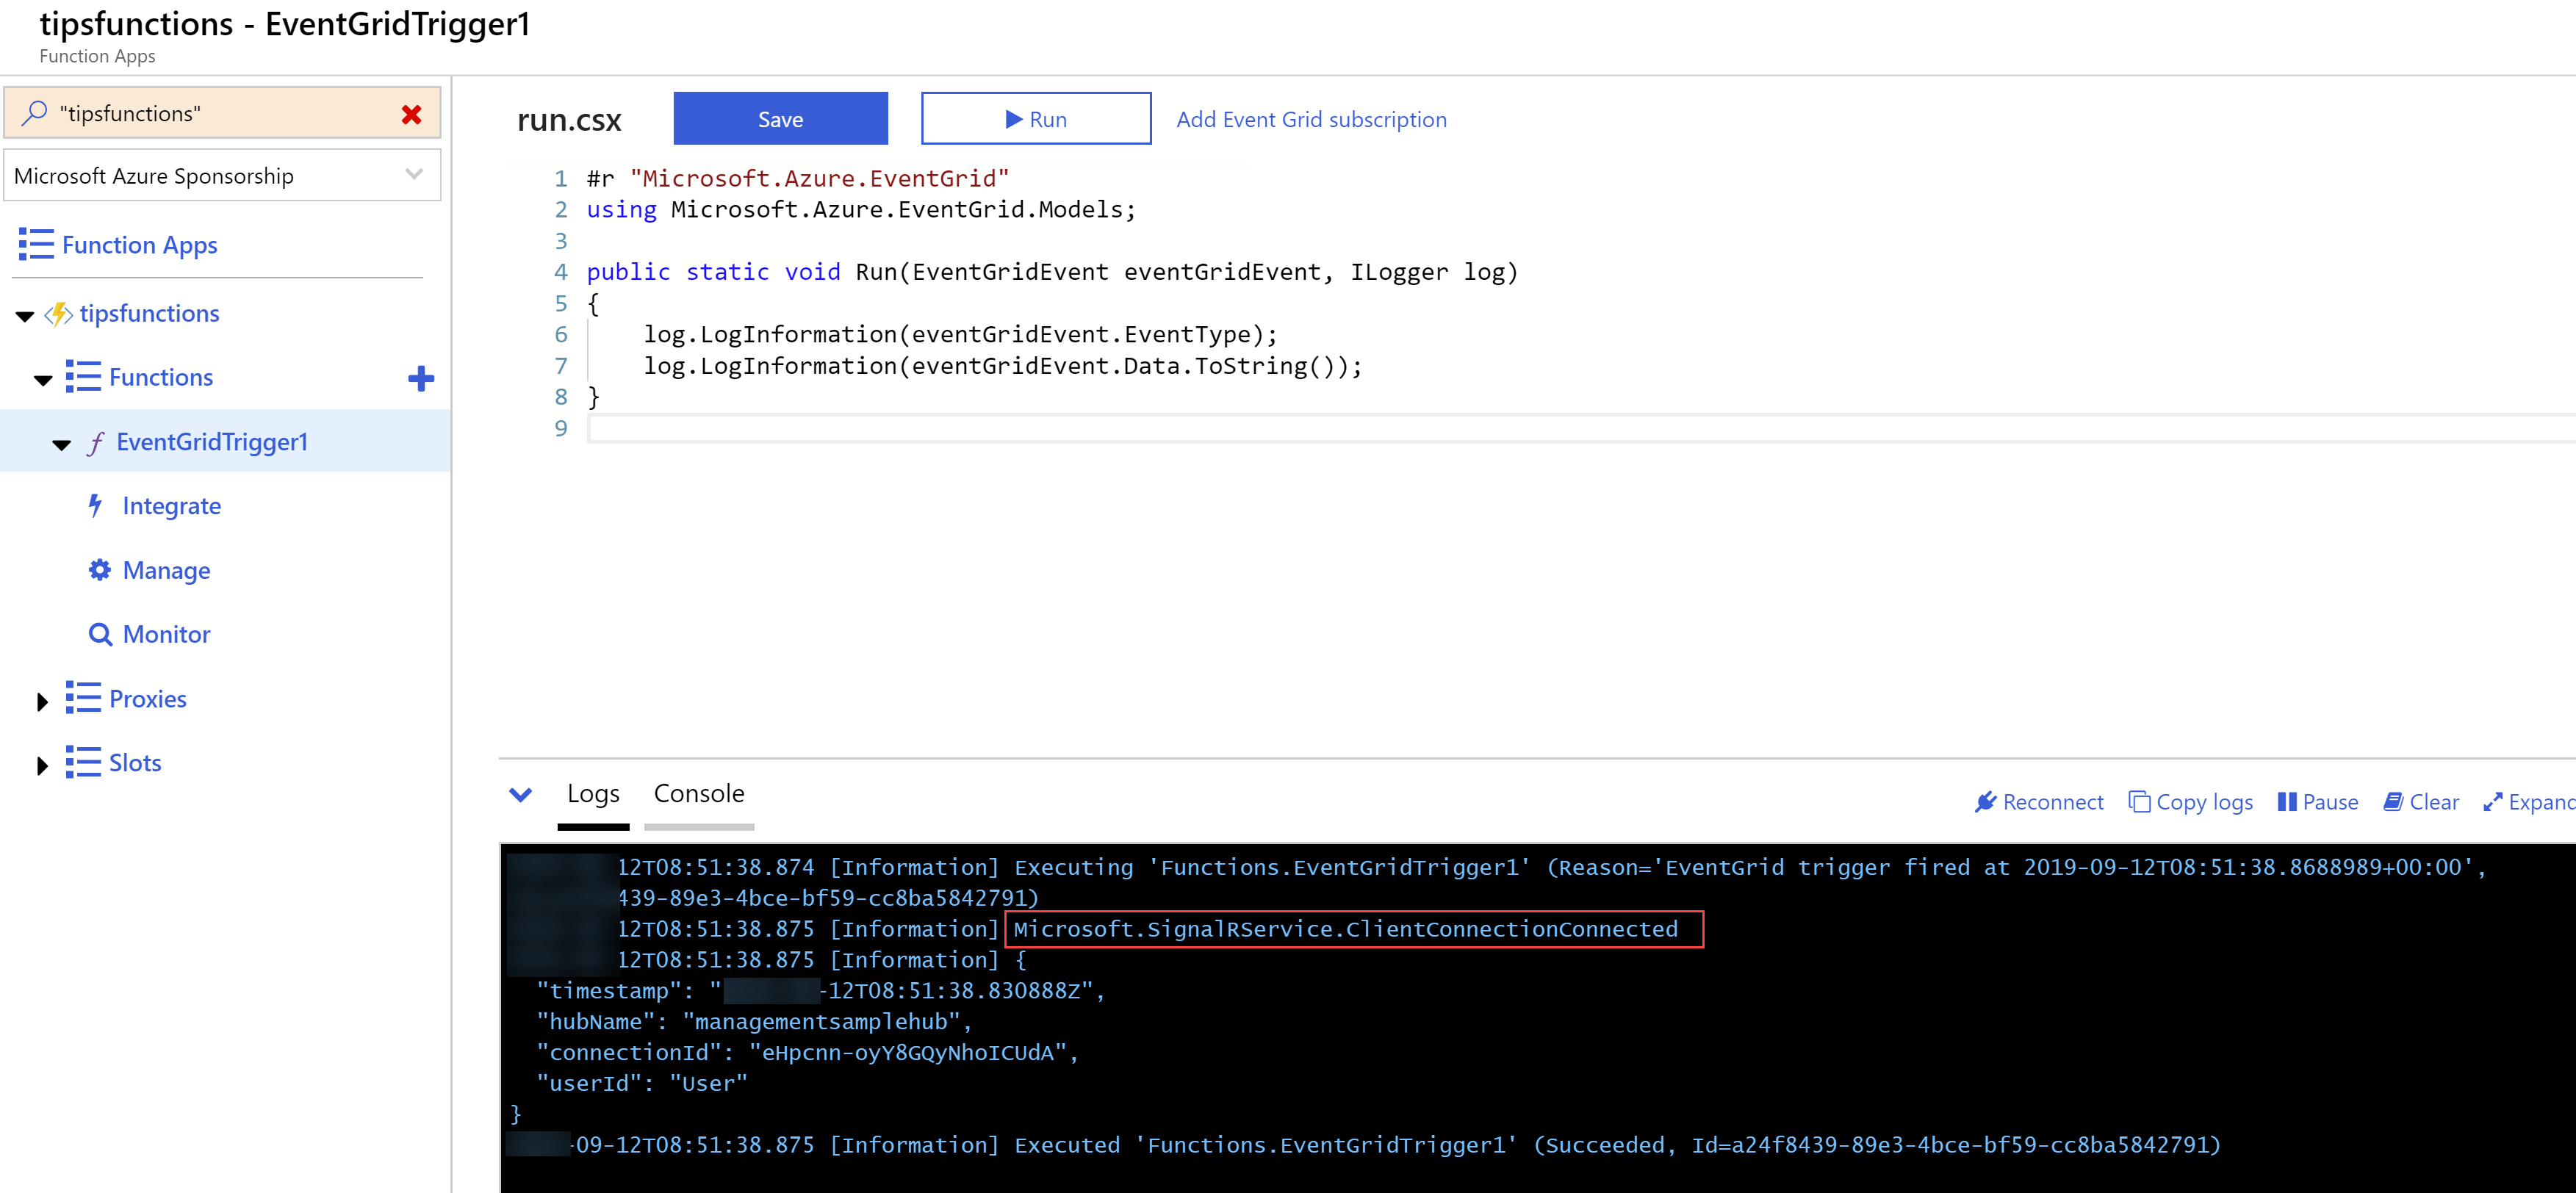 tipsfunctions - EventGridTrigger1
Function Apps
"tipsfunctions"
Microsoft Azure Sponsorship
Function Apps
tipsfunctions
Functions
EventGridTrigger1
Integrate
Manage
Monitor
Proxies
Slots
run.csx Save Run Add Event Grid subscription
1 #r "Microsoft.Azure.EventGrid"
2 using Microsoft.Azure.EventGrid.Models;
3
4 public static void Run(EventGridEvent eventGridEvent, ILogger log)
5 {
6 log.LogInformation(eventGridEvent.EventType);
7 log.LogInformation(eventGridEvent.Data.ToString());
8 }
9
Logs Console Reconnect Copy logs Pause Clear Expand
12T08:51:38.874 [Information] Executing 'Functions.EventGridTrigger1' (Reason='EventGrid trigger fired at 2019-09-12T08:51:38.8688989+00:00',
439-89e3-4bce-bf59-cc8ba5842791)
12T08:51:38.875 [Information] Microsoft.SignalRService.ClientConnectionConnected
12T08:51:38.875 [Information] {
"timestamp": " -12T08:51:38.830888Z",
"hubName": "managementsamplehub",
"connectionId": "eHpcnn-oyY8GQyNhoICUdA",
"userId": "User"
}
-09-12T08:51:38.875 [Information] Executed 'Functions.EventGridTrigger1' (Succeeded, Id=a24f8439-89e3-4bce-bf59-cc8ba5842791)